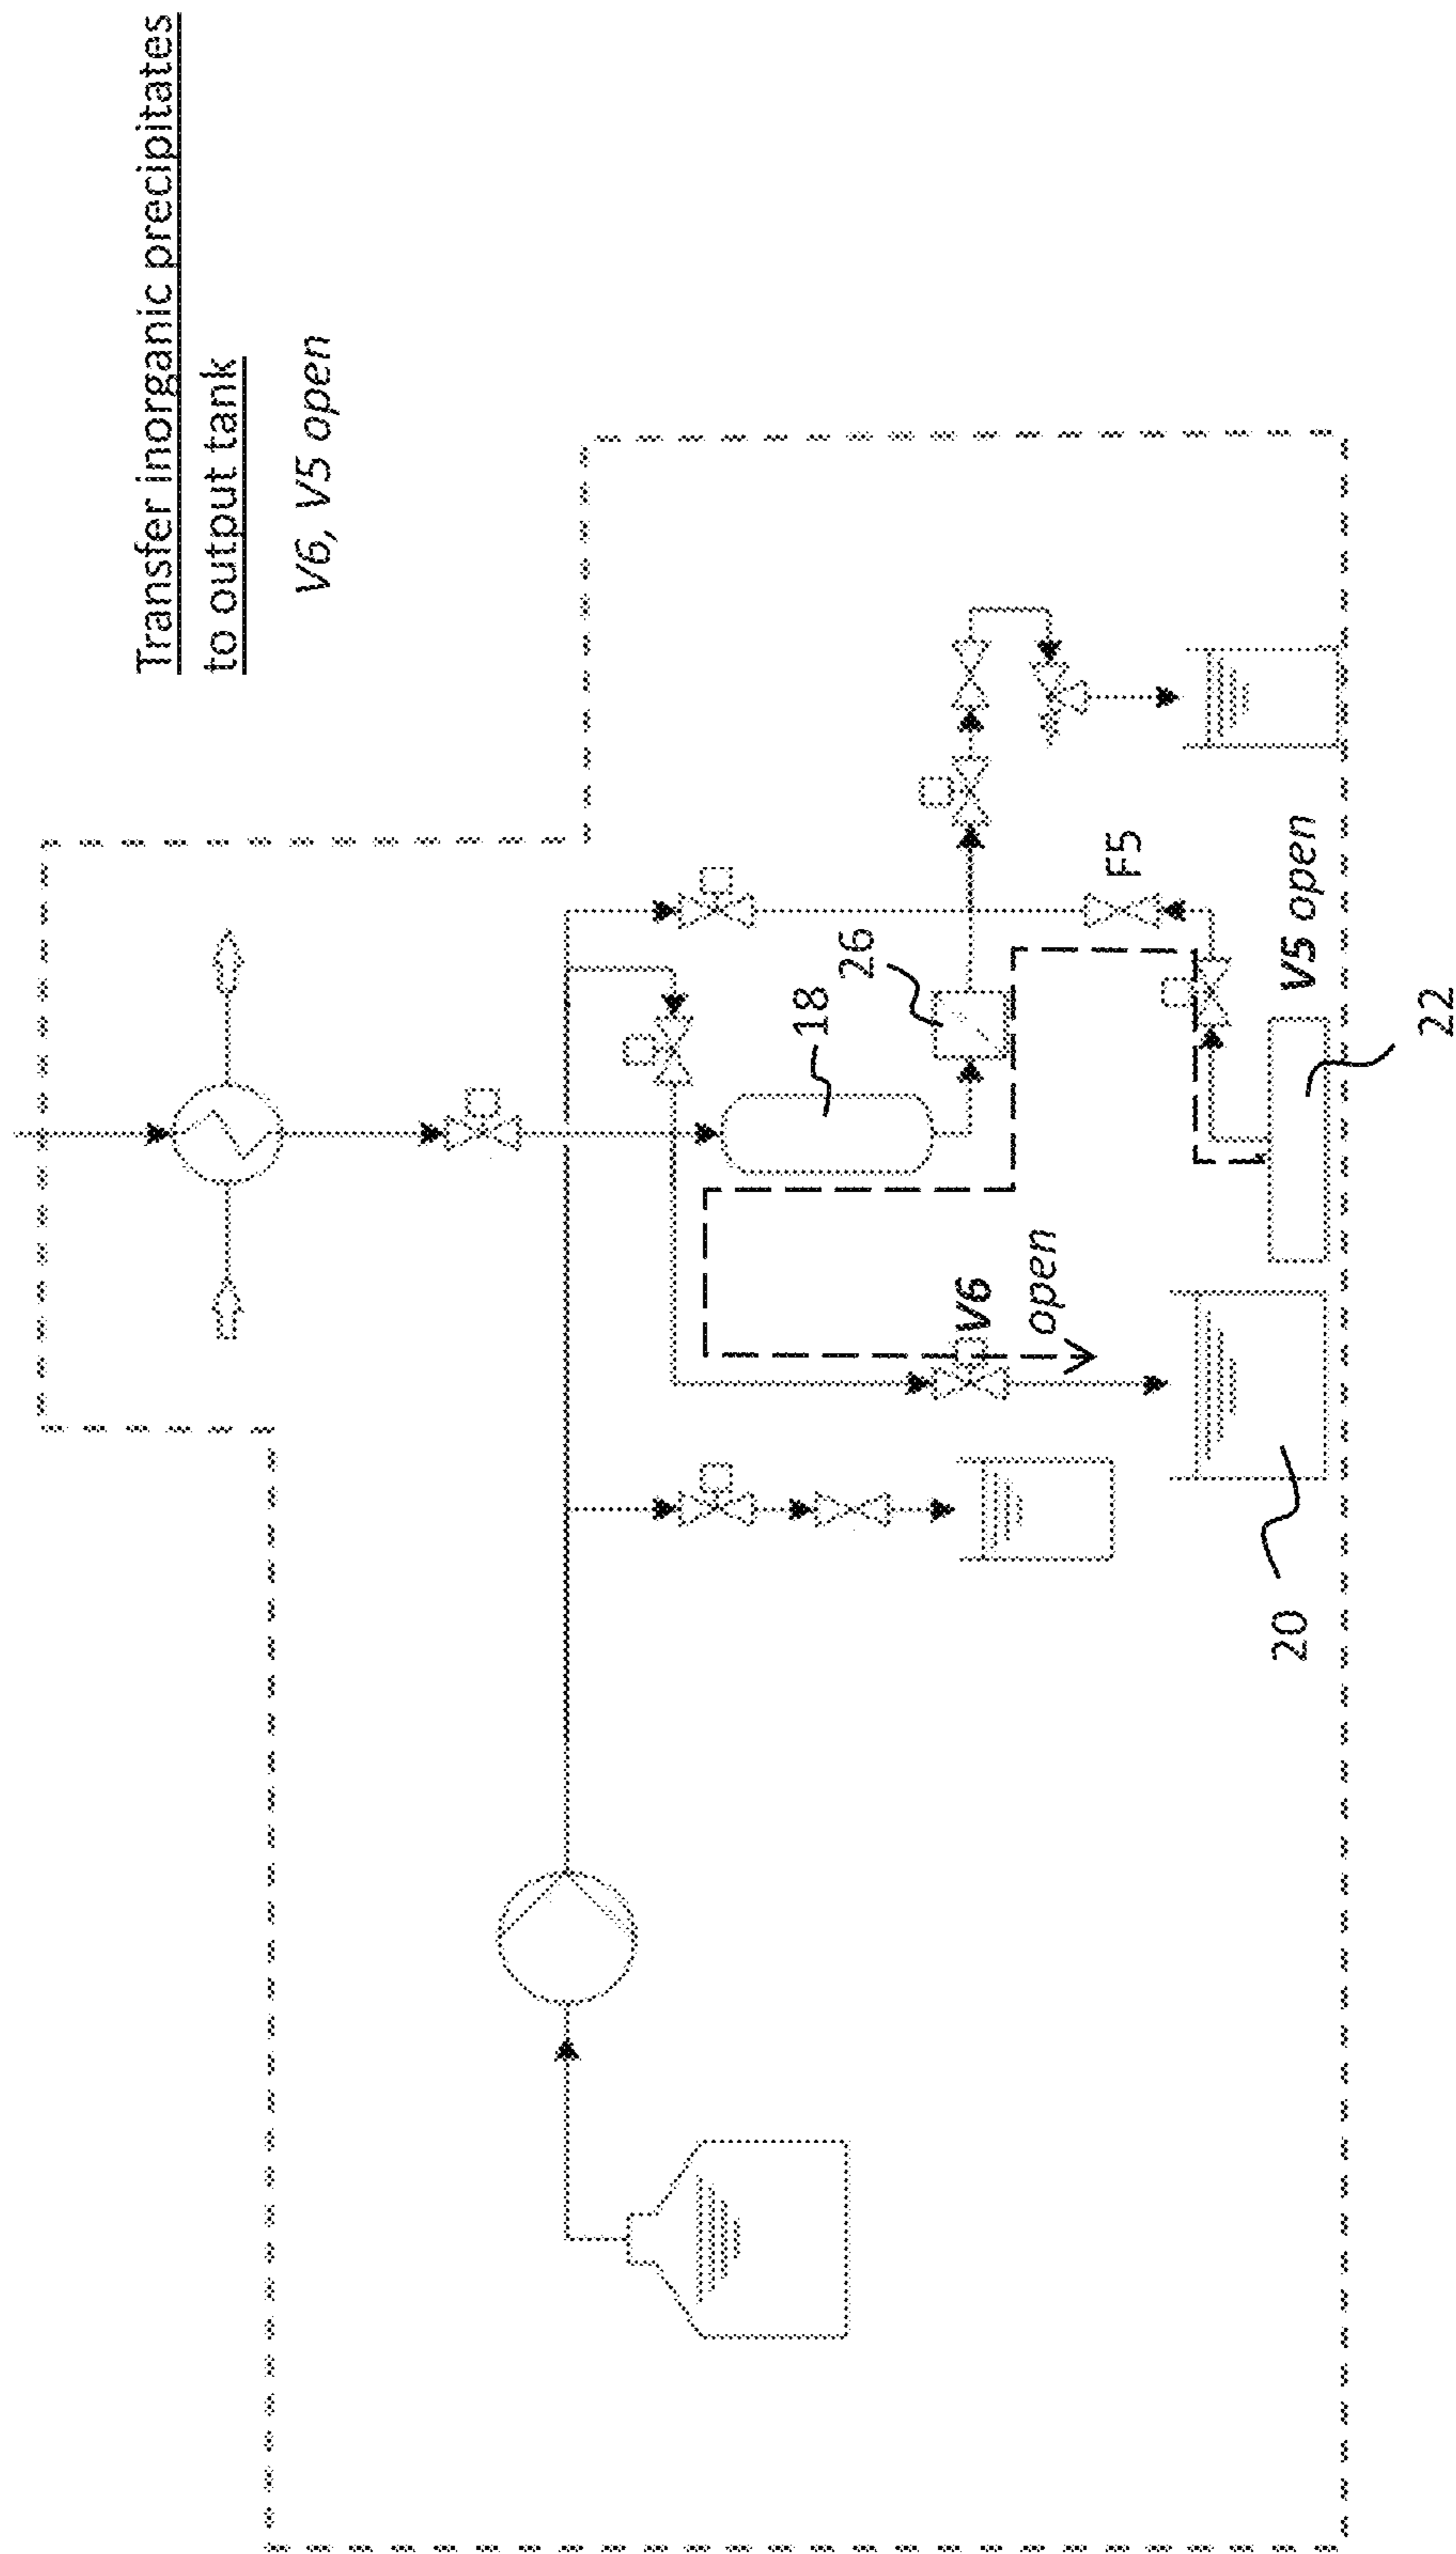 Transfer inorganic precipitates
to output tank
V6, V5 open
F5
26
18
V5 open
22
V6
open
20